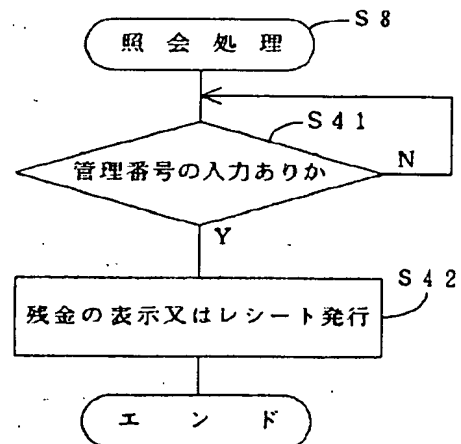 S8
照会処理
S41
管理番号の入力ありか
N
Y
S42
残金の表示又はレシート発行
エンド